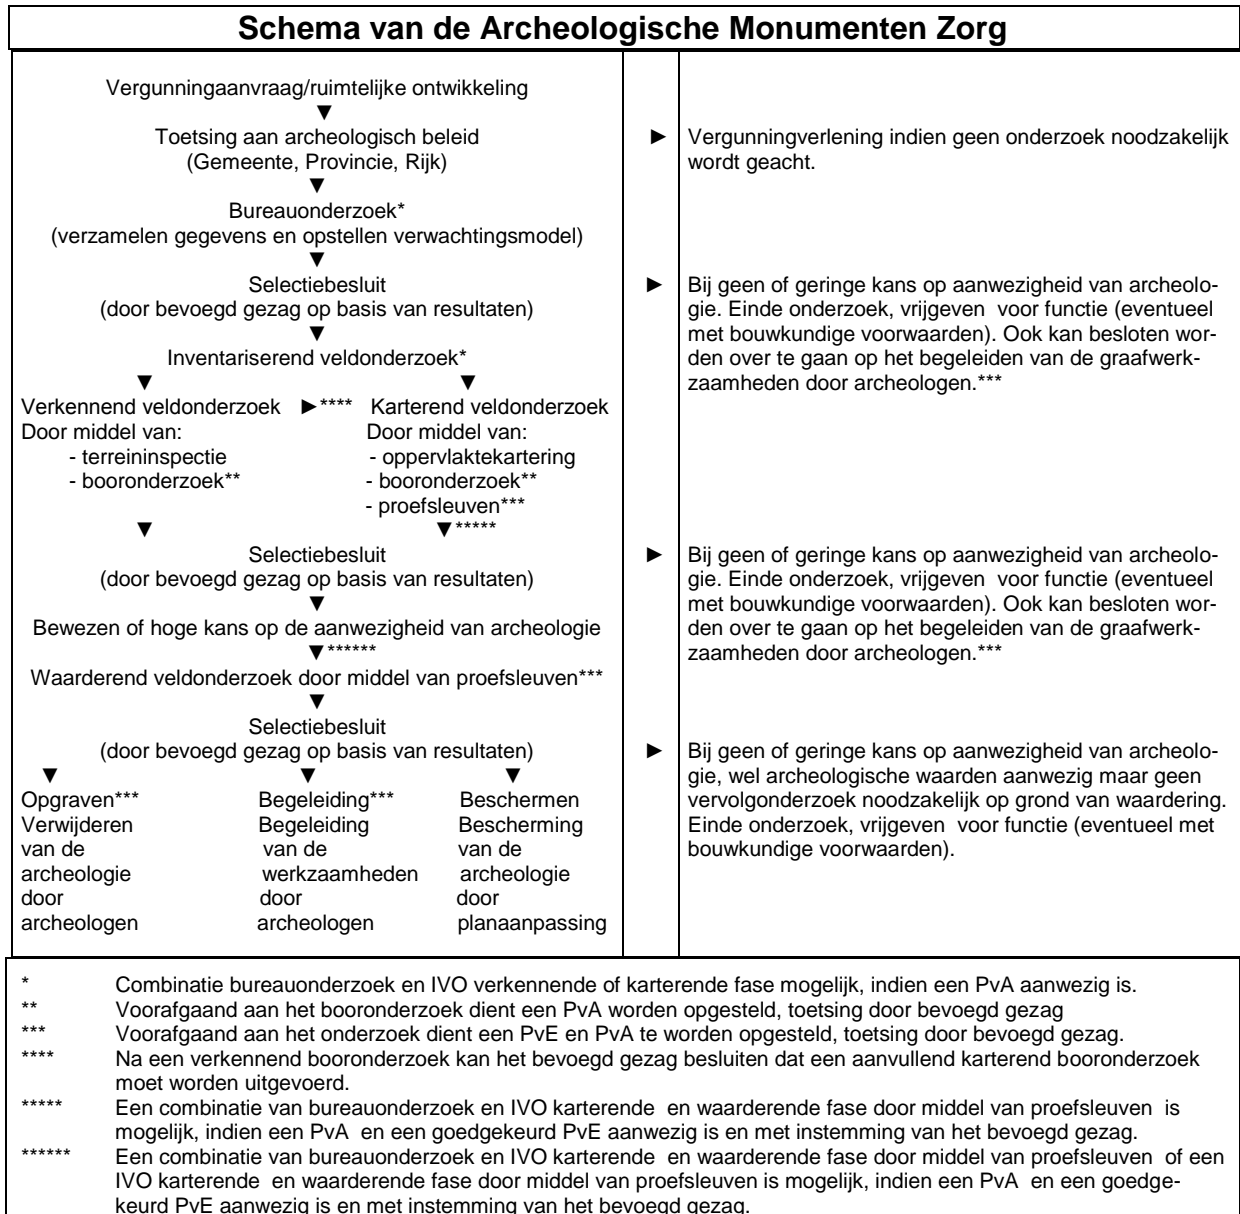 Schema van de Archeologische Monumenten Zorg
Vergunningaanvraag/ruimtelijke ontwikkeling
▼
Toetsing aan archeologisch beleid
(Gemeente, Provincie, Rijk)
► Vergunningverlening indien geen onderzoek noodzakelijk
wordt geacht.
▼
Bureauonderzoek*
(verzamelen gegevens en opstellen verwachtingsmodel)
▼
Selectiebesluit
(door bevoegd gezag op basis van resultaten)
► Bij geen of geringe kans op aanwezigheid van archeolo-
gie. Einde onderzoek, vrijgeven voor functie (eventueel
met bouwkundige voorwaarden). Ook kan besloten wor-
den over te gaan op het begeleiden van de graafwerk-
zaamheden door archeologen.***
▼
Inventariserend veldonderzoek*
▼ ▼
Verkennend veldonderzoek ►**** Karterend veldonderzoek
Door middel van: Door middel van:
- terreininspectie - oppervlaktekartering
- booronderzoek** - booronderzoek**
- proefsleuven***
▼ ▼*****
Selectiebesluit
(door bevoegd gezag op basis van resultaten)
► Bij geen of geringe kans op aanwezigheid van archeolo-
gie. Einde onderzoek, vrijgeven voor functie (eventueel
met bouwkundige voorwaarden). Ook kan besloten wor-
den over te gaan op het begeleiden van de graafwerk-
zaamheden door archeologen.***
▼
Bewezen of hoge kans op de aanwezigheid van archeologie
▼******
Waarderend veldonderzoek door middel van proefsleuven***
▼
Selectiebesluit
(door bevoegd gezag op basis van resultaten)
► Bij geen of geringe kans op aanwezigheid van archeolo-
gie, wel archeologische waarden aanwezig maar geen
vervolgonderzoek noodzakelijk op grond van waardering.
Einde onderzoek, vrijgeven voor functie (eventueel met
bouwkundige voorwaarden).
▼ ▼ ▼
Opgraven*** Begeleiding*** Beschermen
Verwijderen Begeleiding Bescherming
van de van de van de
archeologie werkzaamheden archeologie
door door door
archeologen archeologen planaanpassing
* Combinatie bureauonderzoek en IVO verkennende of karterende fase mogelijk, indien een PvA aanwezig is.
** Voorafgaand aan het booronderzoek dient een PvA worden opgesteld, toetsing door bevoegd gezag
*** Voorafgaand aan het onderzoek dient een PvE en PvA te worden opgesteld, toetsing door bevoegd gezag.
**** Na een verkennend booronderzoek kan het bevoegd gezag besluiten dat een aanvullend karterend booronderzoek
moet worden uitgevoerd.
***** Een combinatie van bureauonderzoek en IVO karterende en waarderende fase door middel van proefsleuven is
mogelijk, indien een PvA en een goedgekeurd PvE aanwezig is en met instemming van het bevoegd gezag.
****** Een combinatie van bureauonderzoek en IVO karterende en waarderende fase door middel van proefsleuven of een
IVO karterende en waarderende fase door middel van proefsleuven is mogelijk, indien een PvA en een goedge-
keurd PvE aanwezig is en met instemming van het bevoegd gezag.